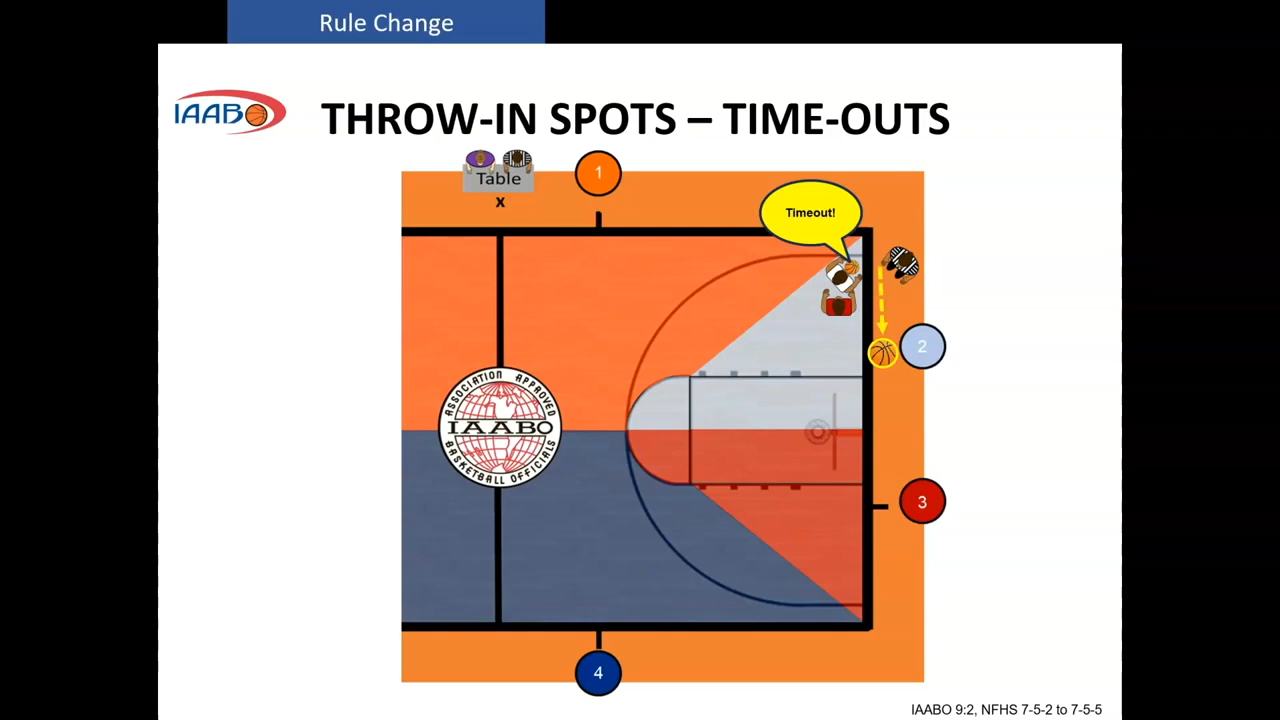 Rule Change
IAABO
THROW-IN SPOTS – TIME-OUTS
Table
x
1
Timeout!
2
ASSOCIATION APPROVED
IAABO
BASKETBALL OFFICIALS
3
4
IAABO 9:2, NFHS 7-5-2 to 7-5-5